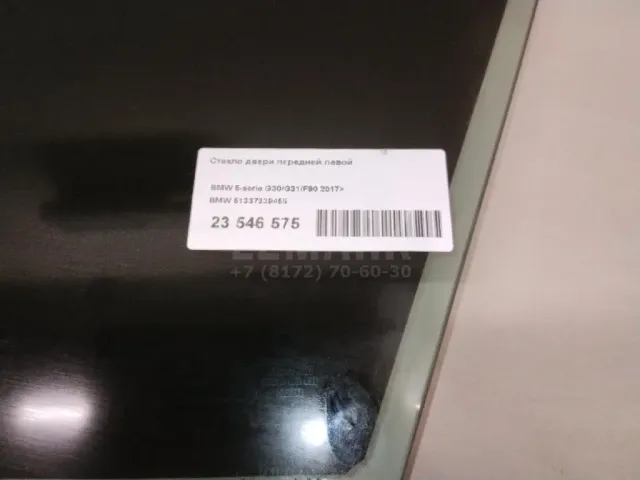 Стекло двери передней левой
BMW 5-serie G30/G31/F90 2017>
BMW
23 546 575
+7 (8172) 70-60-30